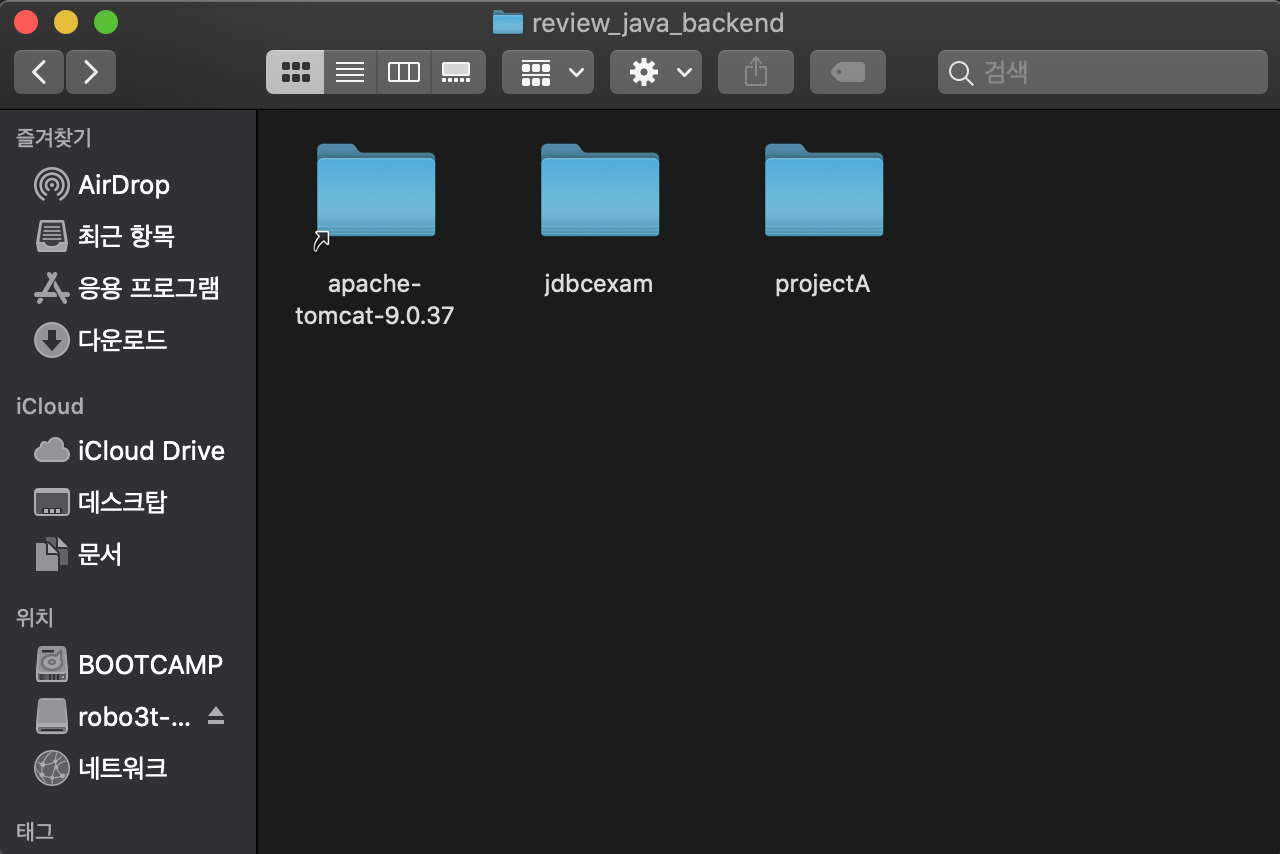 review_java_backend
검색
즐겨찾기
AirDrop
최근 항목
응용 프로그램
다운로드
iCloud
iCloud Drive
데스크탑
문서
위치
BOOTCAMP
robo3t-...
네트워크
태그
apache-
tomcat-9.0.37
jdbcexam
projectA